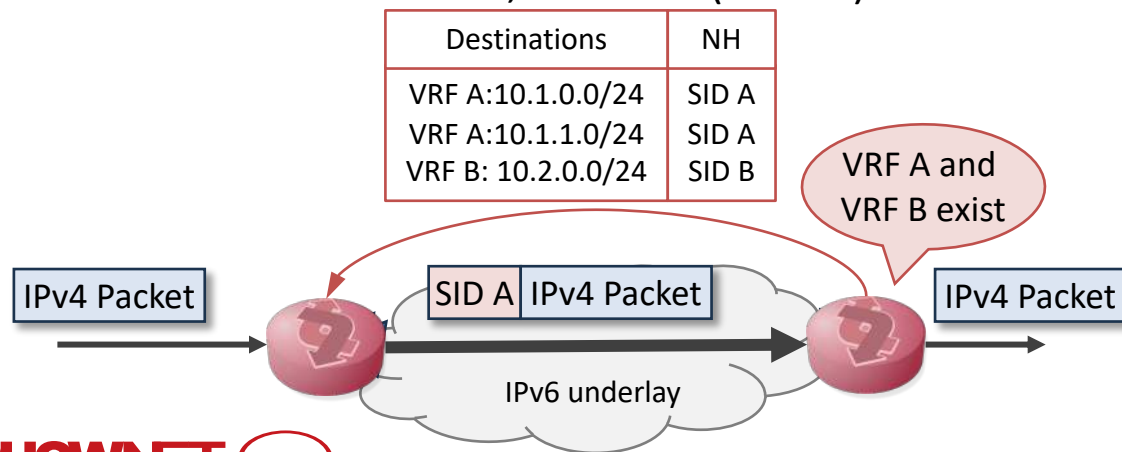 Destinations NH
VRF A:10.1.0.0/24 SID A
VRF A:10.1.1.0/24 SID A
VRF B: 10.2.0.0/24 SID B
VRF A and
VRF B exist
IPv4 Packet
SID A IPv4 Packet
IPv4 Packet
IPv6 underlay